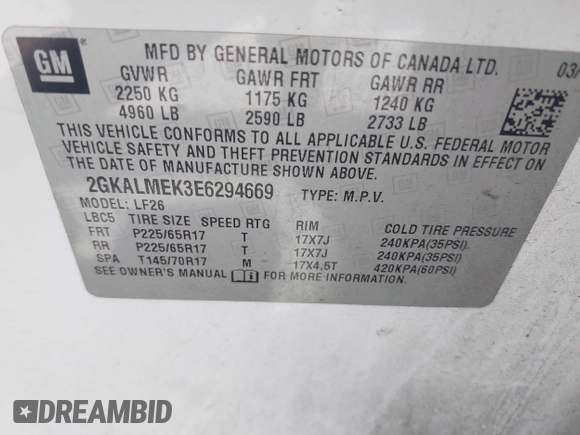 GM
MFD BY GENERAL MOTORS OF CANADA LTD.
GVWR GAWR FRT GAWR RR
2250 KG 1175 KG 1240 KG
4960 LB 2590 LB 2733 LB
THIS VEHICLE CONFORMS TO ALL APPLICABLE U.S. FEDERAL MOTOR
VEHICLE SAFETY AND THEFT PREVENTION STANDARDS IN EFFECT ON
THE DATE OF MANUFACTURE SHOWN ABOVE.
2GKALMEK3E6294669 TYPE: M.P.V.
MODEL: LF26
LBC5 TIRE SIZE SPEED RTG RIM COLD TIRE PRESSURE
FRT P225/65R17 T 17X7J 240KPA(35PSI)
RR P225/65R17 T 17X7J 240KPA(35PSI)
SPA T145/70R17 M 17X4.5T 420KPA(60PSI)
SEE OWNER'S MANUAL FOR MORE INFORMATION
DREAMBID